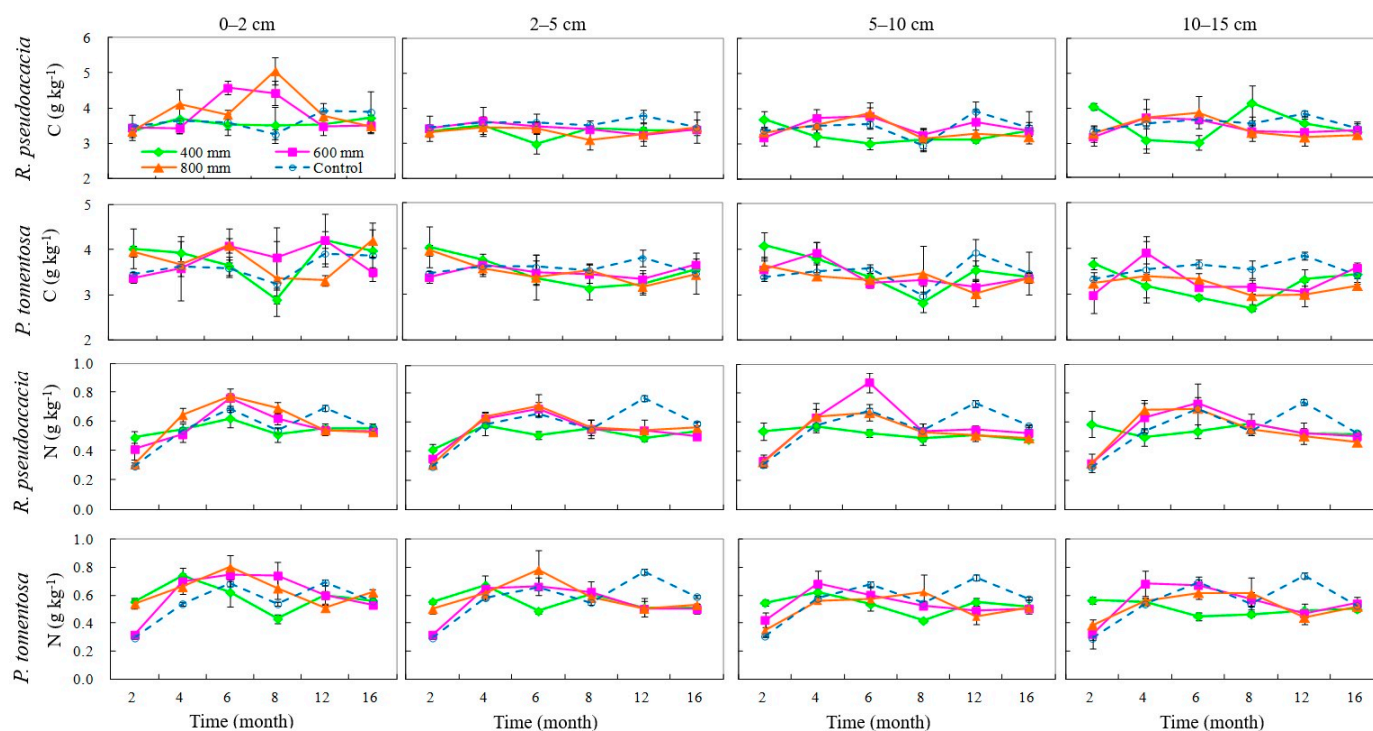 0–2 cm 2–5 cm 5–10 cm 10–15 cm
R. pseudoacacia
C (g kg⁻¹)
6
5
4
3
2
400 mm 600 mm
800 mm Control
P. tomentosa
C (g kg⁻¹)
5
4
3
2
R. pseudoacacia
N (g kg⁻¹)
1.0
0.8
0.6
0.4
0.2
0.0
P. tomentosa
N (g kg⁻¹)
1.0
0.8
0.6
0.4
0.2
0.0
2 4 6 8 12 16 2 4 6 8 12 16 2 4 6 8 12 16 2 4 6 8 12 16
Time (month) Time (month) Time (month) Time (month)